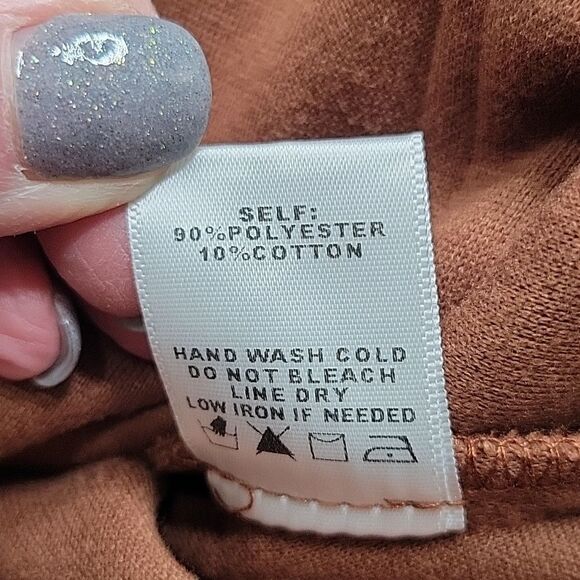 SELF:
90%POLYESTER
10%COTTON
HAND WASH COLD
DO NOT BLEACH
LINE DRY
LOW IRON IF NEEDED